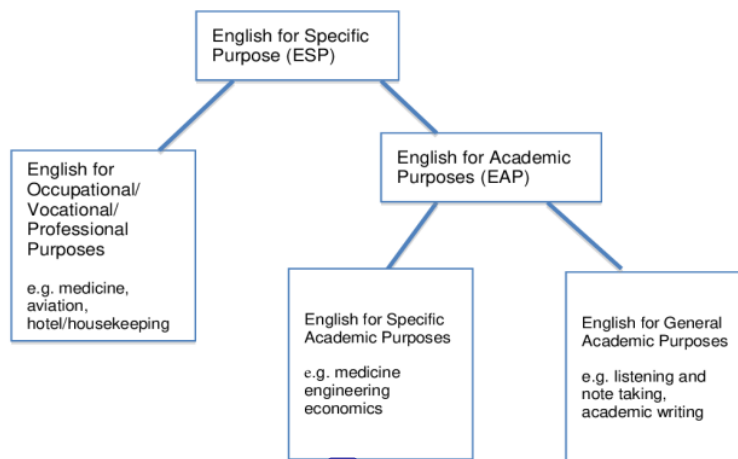 English for Specific
Purpose (ESP)
English for
Occupational/
Vocational/
Professional
Purposes
e.g. medicine,
aviation,
hotel/housekeeping
English for Academic
Purposes (EAP)
English for Specific
Academic Purposes
e.g. medicine
engineering
economics
English for General
Academic Purposes
e.g. listening and
note taking,
academic writing